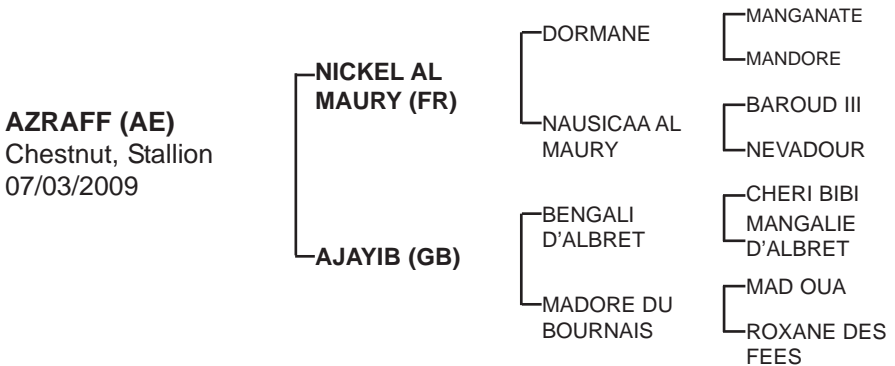 AZRAFF (AE)
Chestnut, Stallion
07/03/2009
NICKEL AL
MAURY (FR)
AJAYIB (GB)
DORMANE
NAUSICAA AL
MAURY
BENGALI
D'ALBRET
MADORE DU
BOURNAIS
MANGANATE
MANDORE
BAROUD III
NEVADOUR
CHERI BIBI
MANGALIE
D'ALBRET
MAD OUA
ROXANE DES
FEES